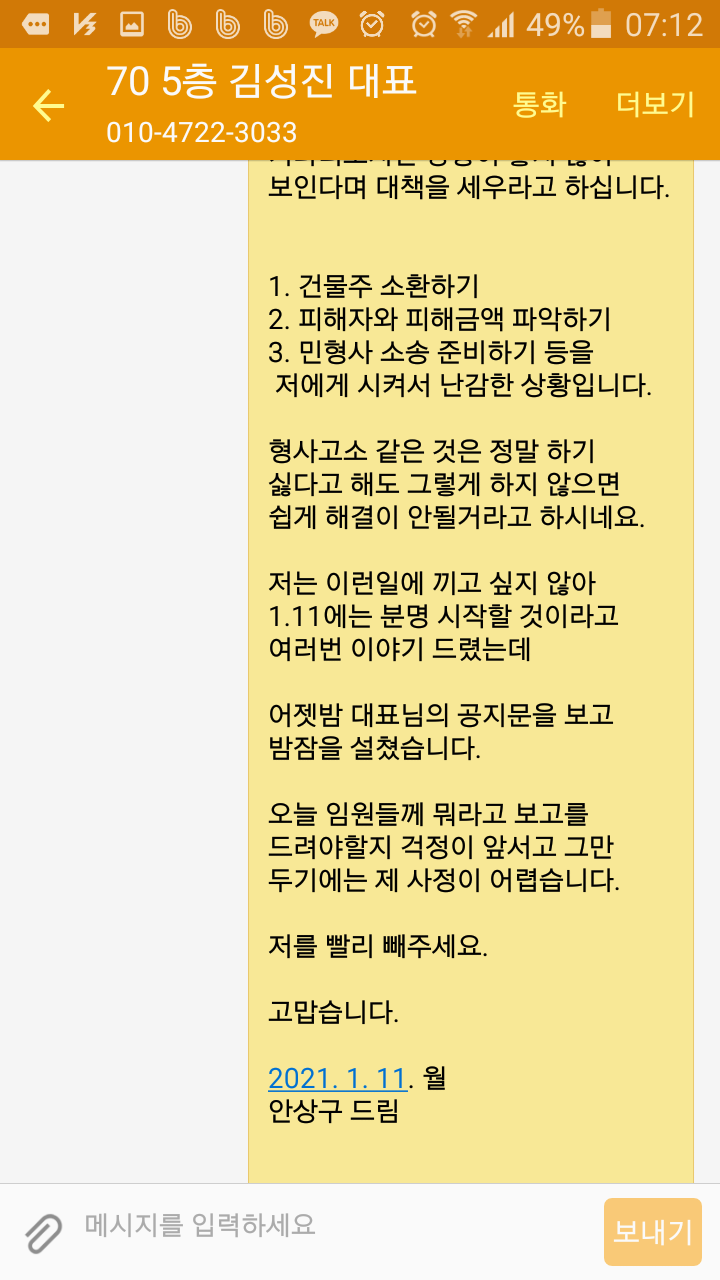 TALK
49%
07:12
70 5층 김성진 대표
010-4722-3033
통화
더보기
보인다며 대책을 세우라고 하십니다.
1. 건물주 소환하기
2. 피해자와 피해금액 파악하기
3. 민형사 소송 준비하기 등을
저에게 시켜서 난감한 상황입니다.
형사고소 같은 것은 정말 하기
싫다고 해도 그렇게 하지 않으면
쉽게 해결이 안될거라고 하시네요.
저는 이런일에 끼고 싶지 않아
1.11에는 분명 시작할 것이라고
여러번 이야기 드렸는데
어젯밤 대표님의 공지문을 보고
밤잠을 설쳤습니다.
오늘 임원들께 뭐라고 보고를
드려야할지 걱정이 앞서고 그만
두기에는 제 사정이 어렵습니다.
저를 빨리 빼주세요.
고맙습니다.
2021. 1. 11. 월
안상구 드림
메시지를 입력하세요
보내기